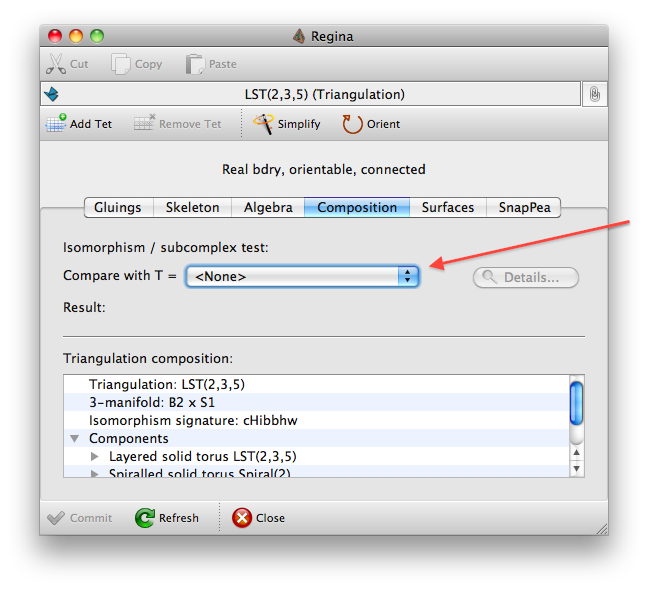 Regina
Cut Copy Paste
LST(2,3,5) (Triangulation)
Add Tet Remove Tet Simplify Orient
Real bdry, orientable, connected
Gluings Skeleton Algebra Composition Surfaces SnapPea
Isomorphism / subcomplex test:
Compare with T = <None> Details...
Result:
Triangulation composition:
Triangulation: LST(2,3,5)
3-manifold: B2 x S1
Isomorphism signature: cHibbhw
Components
Layered solid torus LST(2,3,5)
Spiralled solid torus Spiral(2)
Commit Refresh Close